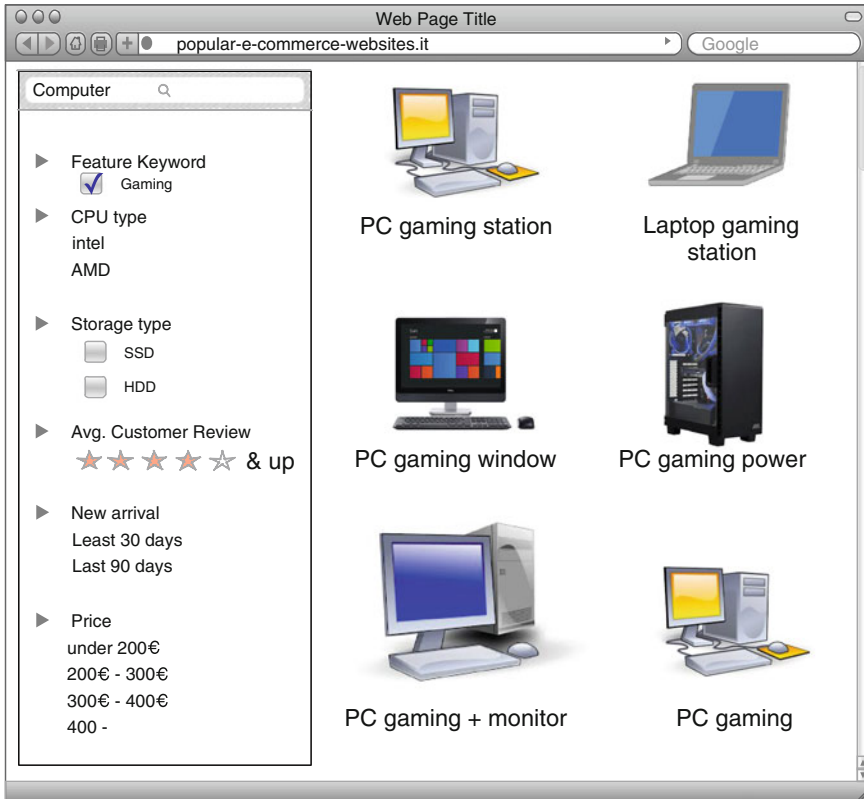 Web Page Title
popular-e-commerce-websites.it
Google
Computer
Feature Keyword
Gaming
CPU type
intel
AMD
Storage type
SSD
HDD
Avg. Customer Review
& up
New arrival
Least 30 days
Last 90 days
Price
under 200€
200€ - 300€
300€ - 400€
400 -
PC gaming station
Laptop gaming
station
PC gaming window
PC gaming power
PC gaming + monitor
PC gaming